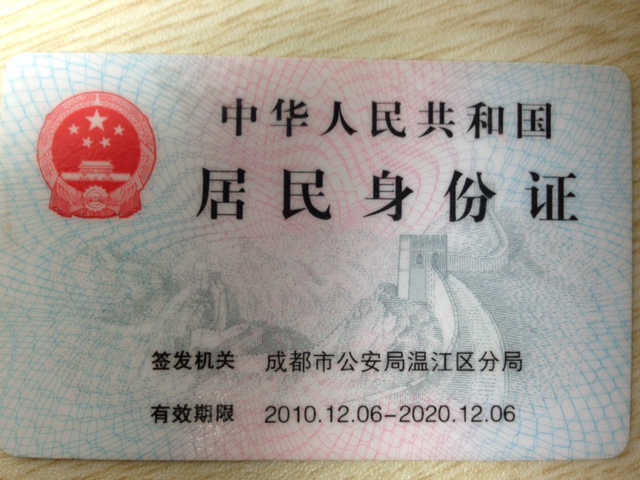 中华人民共和国
居民身份证
签发机关 成都市公安局温江区分局
有效期限 2010.12.06-2020.12.06